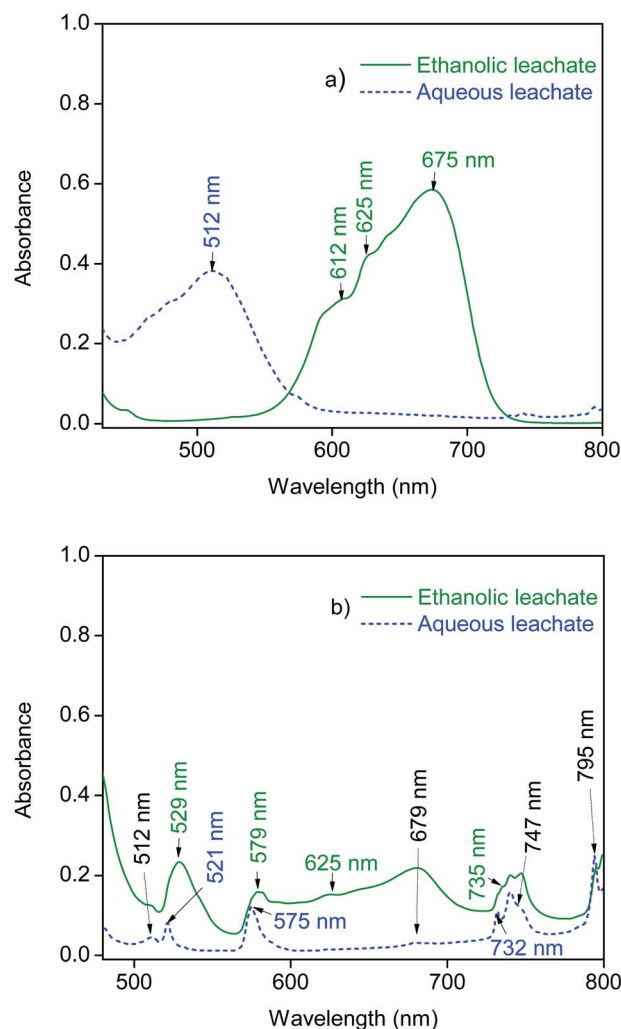 1.0
a)
Ethanolic leachate
Aqueous leachate
0.8
675 nm
0.6
512 nm
625 nm
612 nm
0.4
0.2
0.0
Absorbance
500 600 700 800
Wavelength (nm)
1.0
b)
Ethanolic leachate
Aqueous leachate
0.8
0.6
795 nm
0.4
512 nm
529 nm
521 nm
579 nm
679 nm
747 nm
625 nm
735 nm
0.2
575 nm
732 nm
0.0
Absorbance
500 600 700 800
Wavelength (nm)